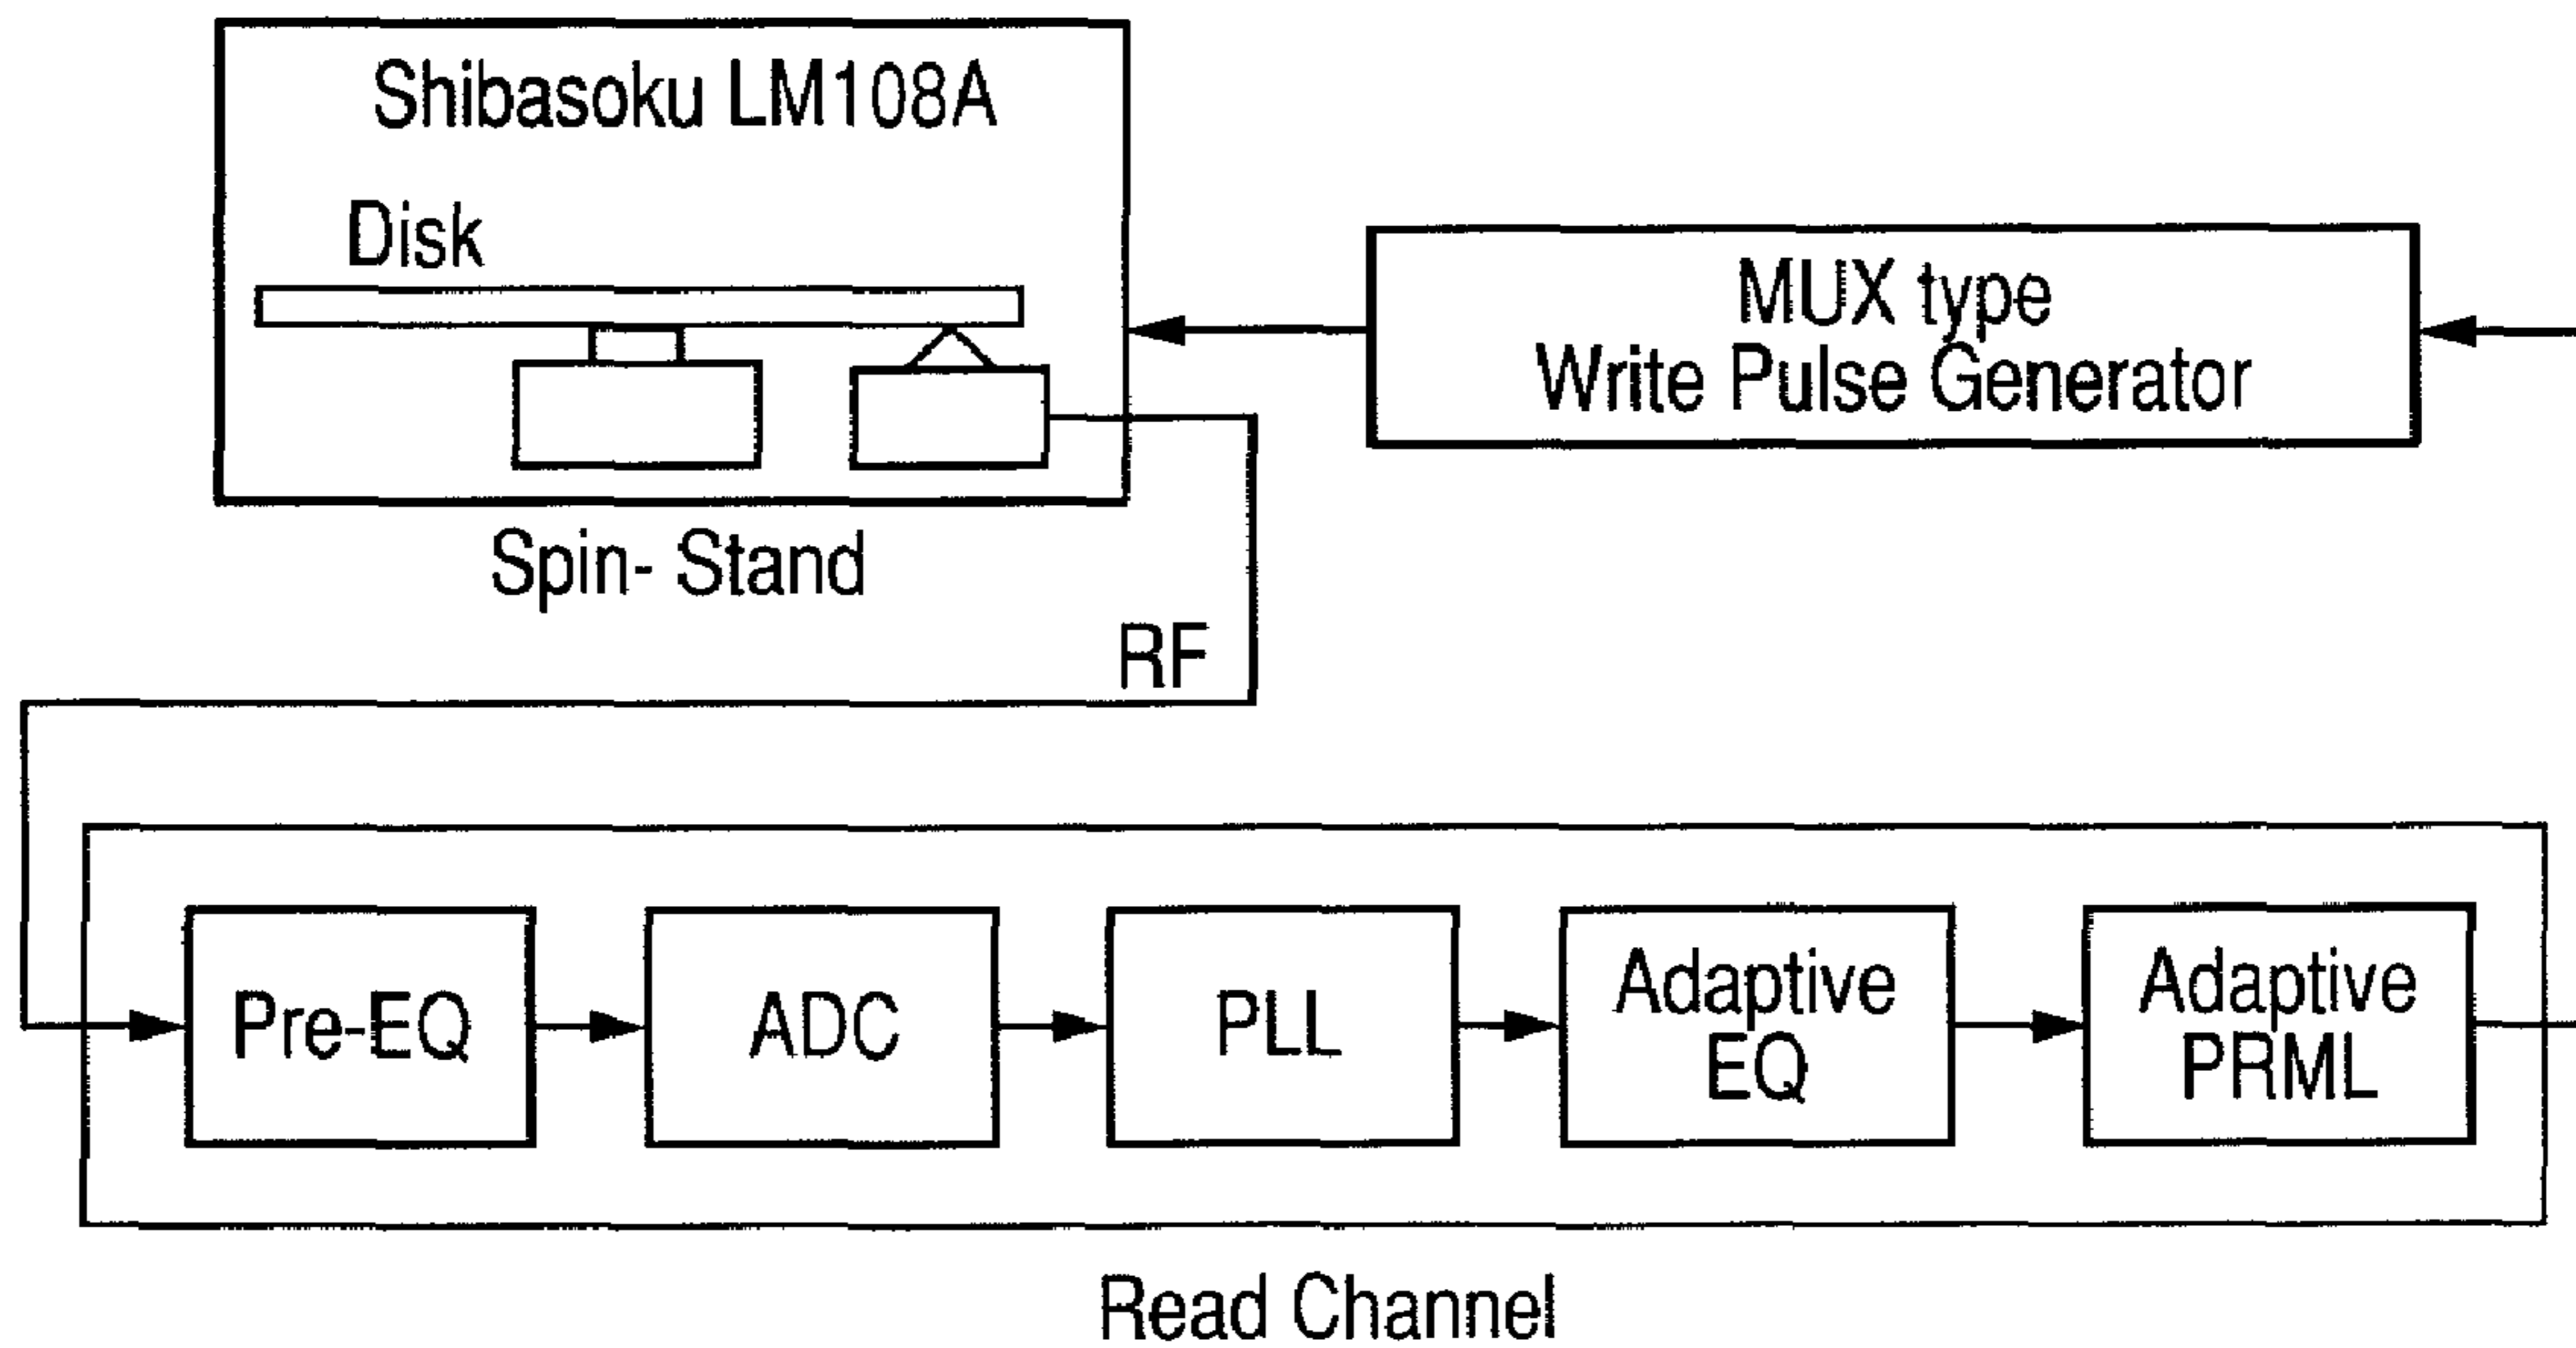 Shibasoku LM108A
Disk
MUX type
Write Pulse Generator
Spin- Stand
RF
Pre-EQ
ADC
PLL
Adaptive
EQ
Adaptive
PRML
Read Channel